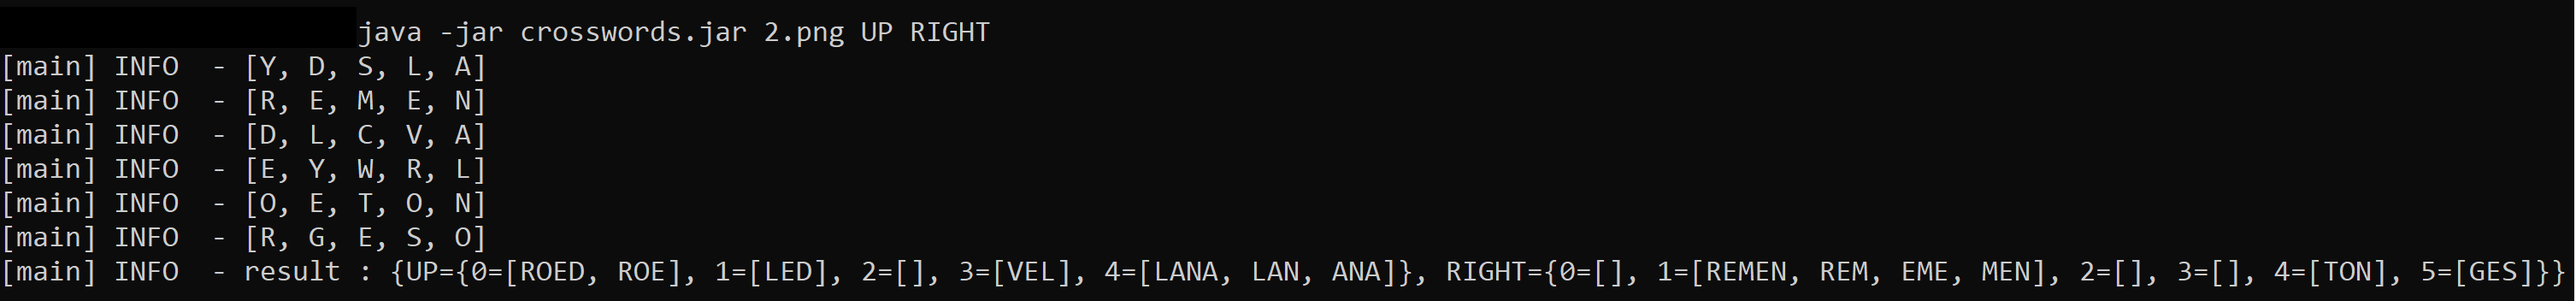 java -jar crosswords.jar 2.png UP RIGHT
[main] INFO  - [Y, D, S, L, A]
[main] INFO  - [R, E, M, E, N]
[main] INFO  - [D, L, C, V, A]
[main] INFO  - [E, Y, W, R, L]
[main] INFO  - [O, E, T, O, N]
[main] INFO  - [R, G, E, S, O]
[main] INFO  - result : {UP={0=[ROED, ROE], 1=[LED], 2=[], 3=[VEL], 4=[LANA, LAN, ANA]}, RIGHT={0=[], 1=[REMEN, REM, EME, MEN], 2=[], 3=[], 4=[TON], 5=[GES]}}